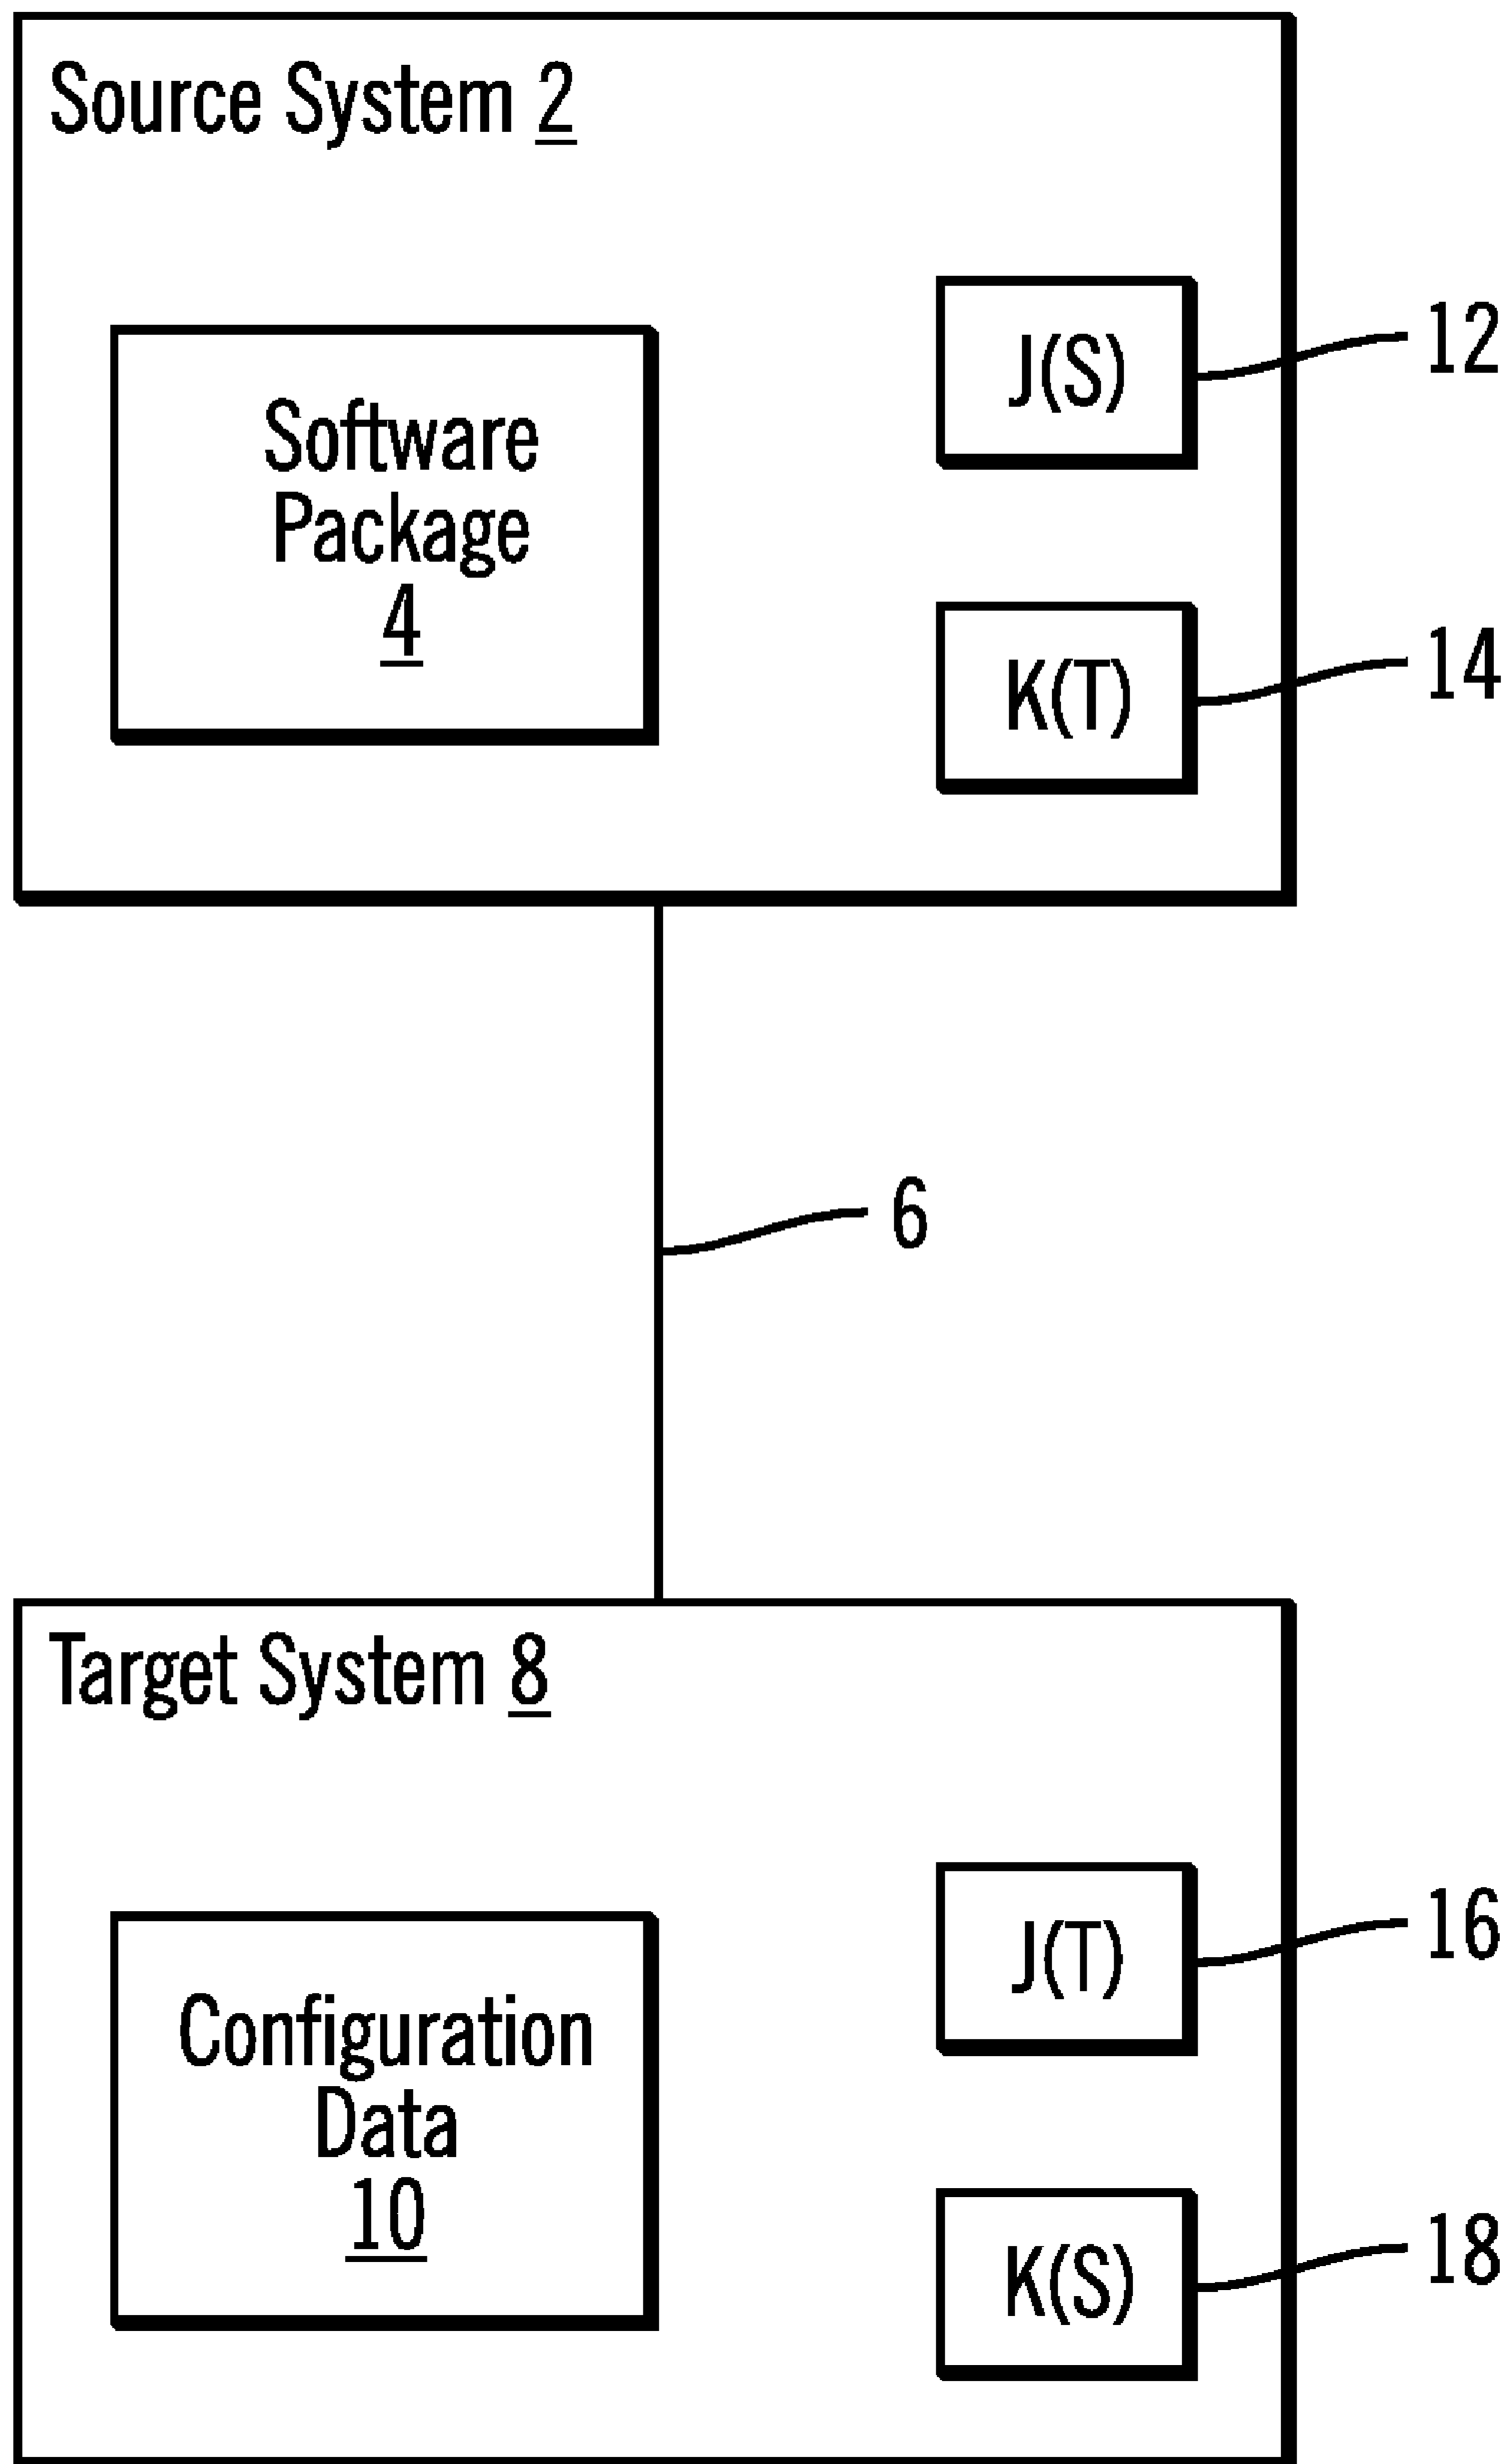 Source System 2
Software
Package
4
J(S)
12
K(T)
14
6
Target System 8
Configuration
Data
10
J(T)
16
K(S)
18